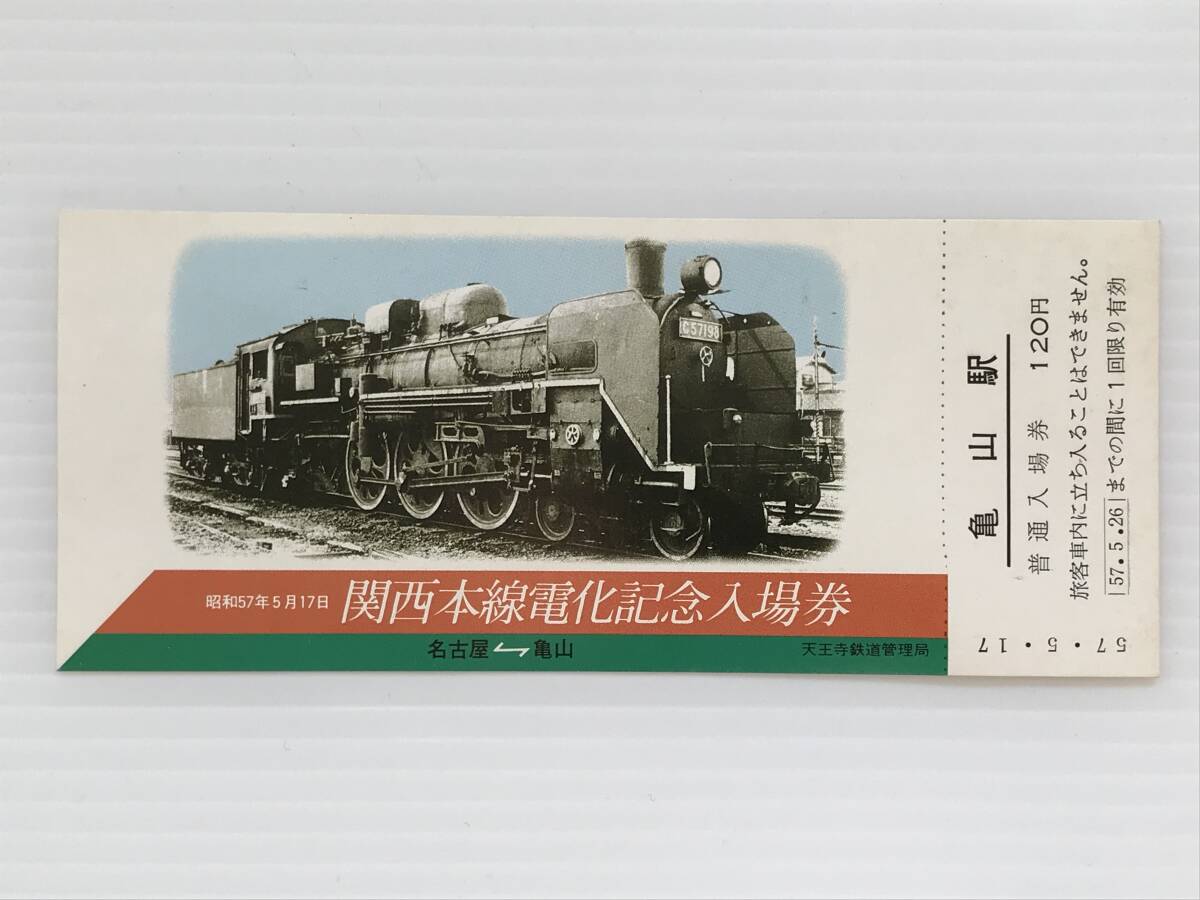 C57198
昭和57年5月17日
関西本線電化記念入場券
名古屋⇋亀山
天王寺鉄道管理局
亀山駅
普通入場券 120円
旅客車内に立ち入ることはできません。
57.5.26までの間に1回限り有効
57・5・17